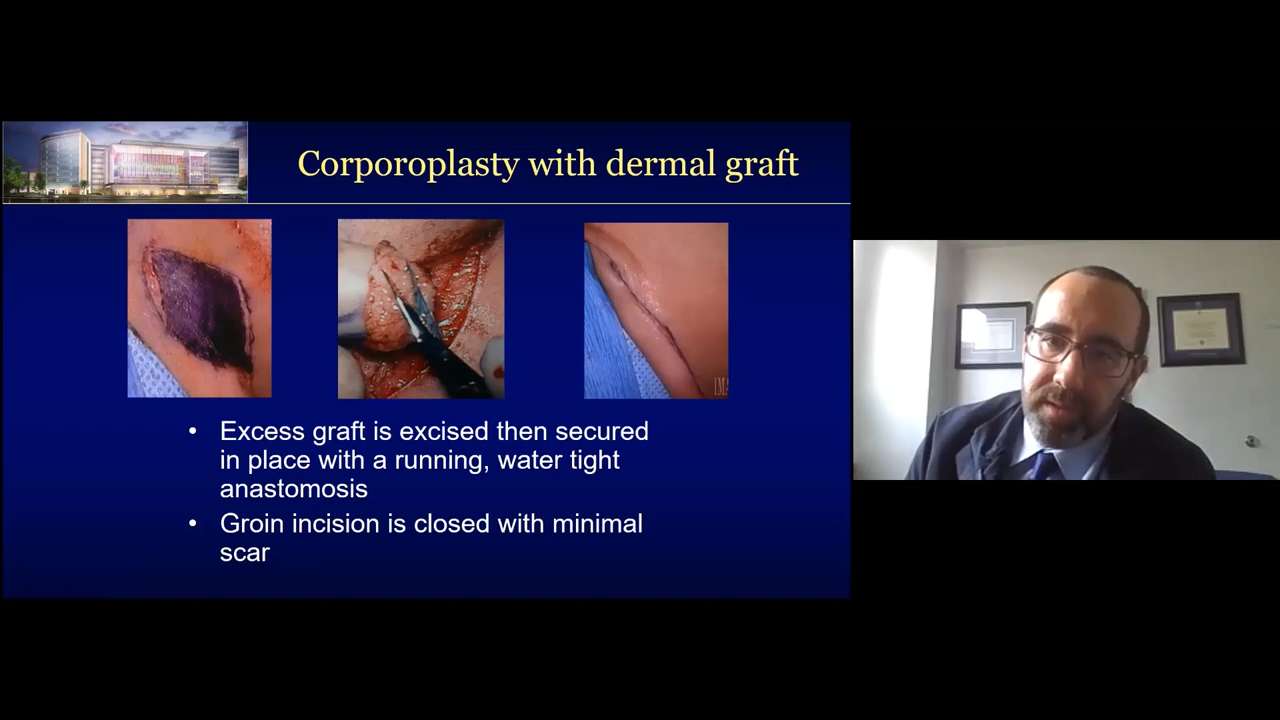 Corporoplasty with dermal graft
• Excess graft is excised then secured
in place with a running, water tight
anastomosis
• Groin incision is closed with minimal
scar